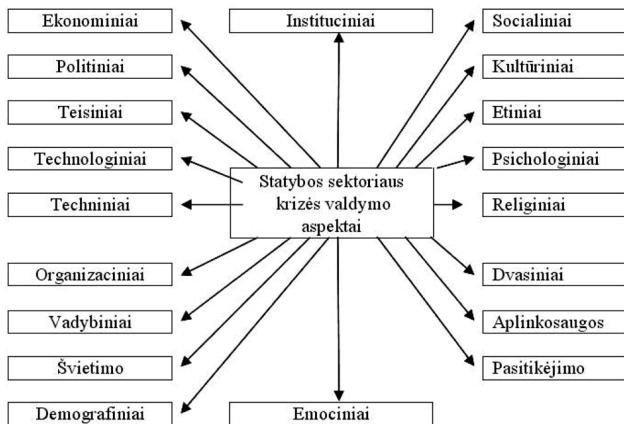 Ekonominiai
Instituciniai
Socialiniai
Politiniai
Kultūriniai
Teisiniai
Etiniai
Technologiniai
Psichologiniai
Statybos sektoriaus
krizės valdymo
aspektai
Techniniai
Religiniai
Organizaciniai
Dvasiniai
Vadybiniai
Aplinkosaugos
Švietimo
Pasitikėjimo
Demografiniai
Emociniai